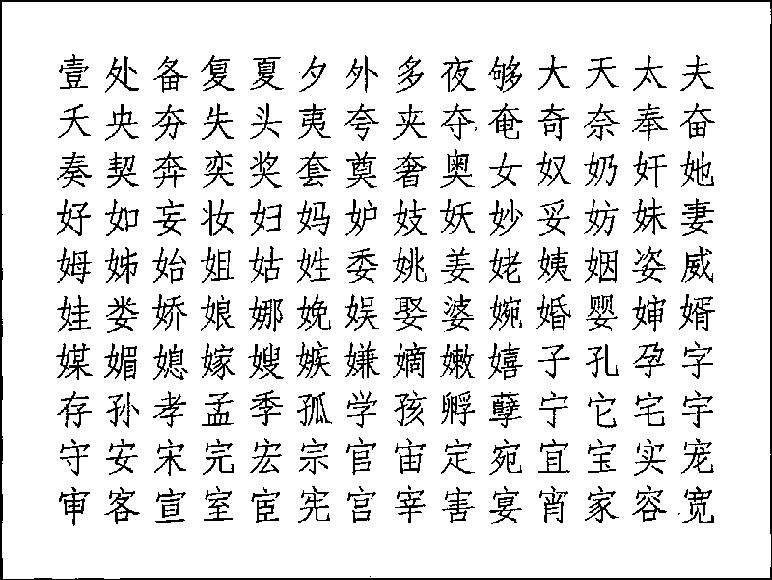 壹处备复夏夕外多夜够大天太夫
夭央夯失头夷夸夹夺奄奇奈奉奋
奏契奔奕奖套奠奢奥女奴奶奸她
好如妄妆妇妈妒妓妖妙妥妨妹妻
姆姊始姐姑姓委姚姜姥姨姻姿威
娃娄娇娘娜娩娱娶婆婉婚婴婶婿
媒媚媳嫁嫂嫉嫌嫡嫩嬉子孔孕字
存孙孝孟季孤学孩孵孽宁它宅宇
守安宋完宏宗官宙定宛宜宝实宠
审客宣室宦宪宫宰害宴宵家容宽